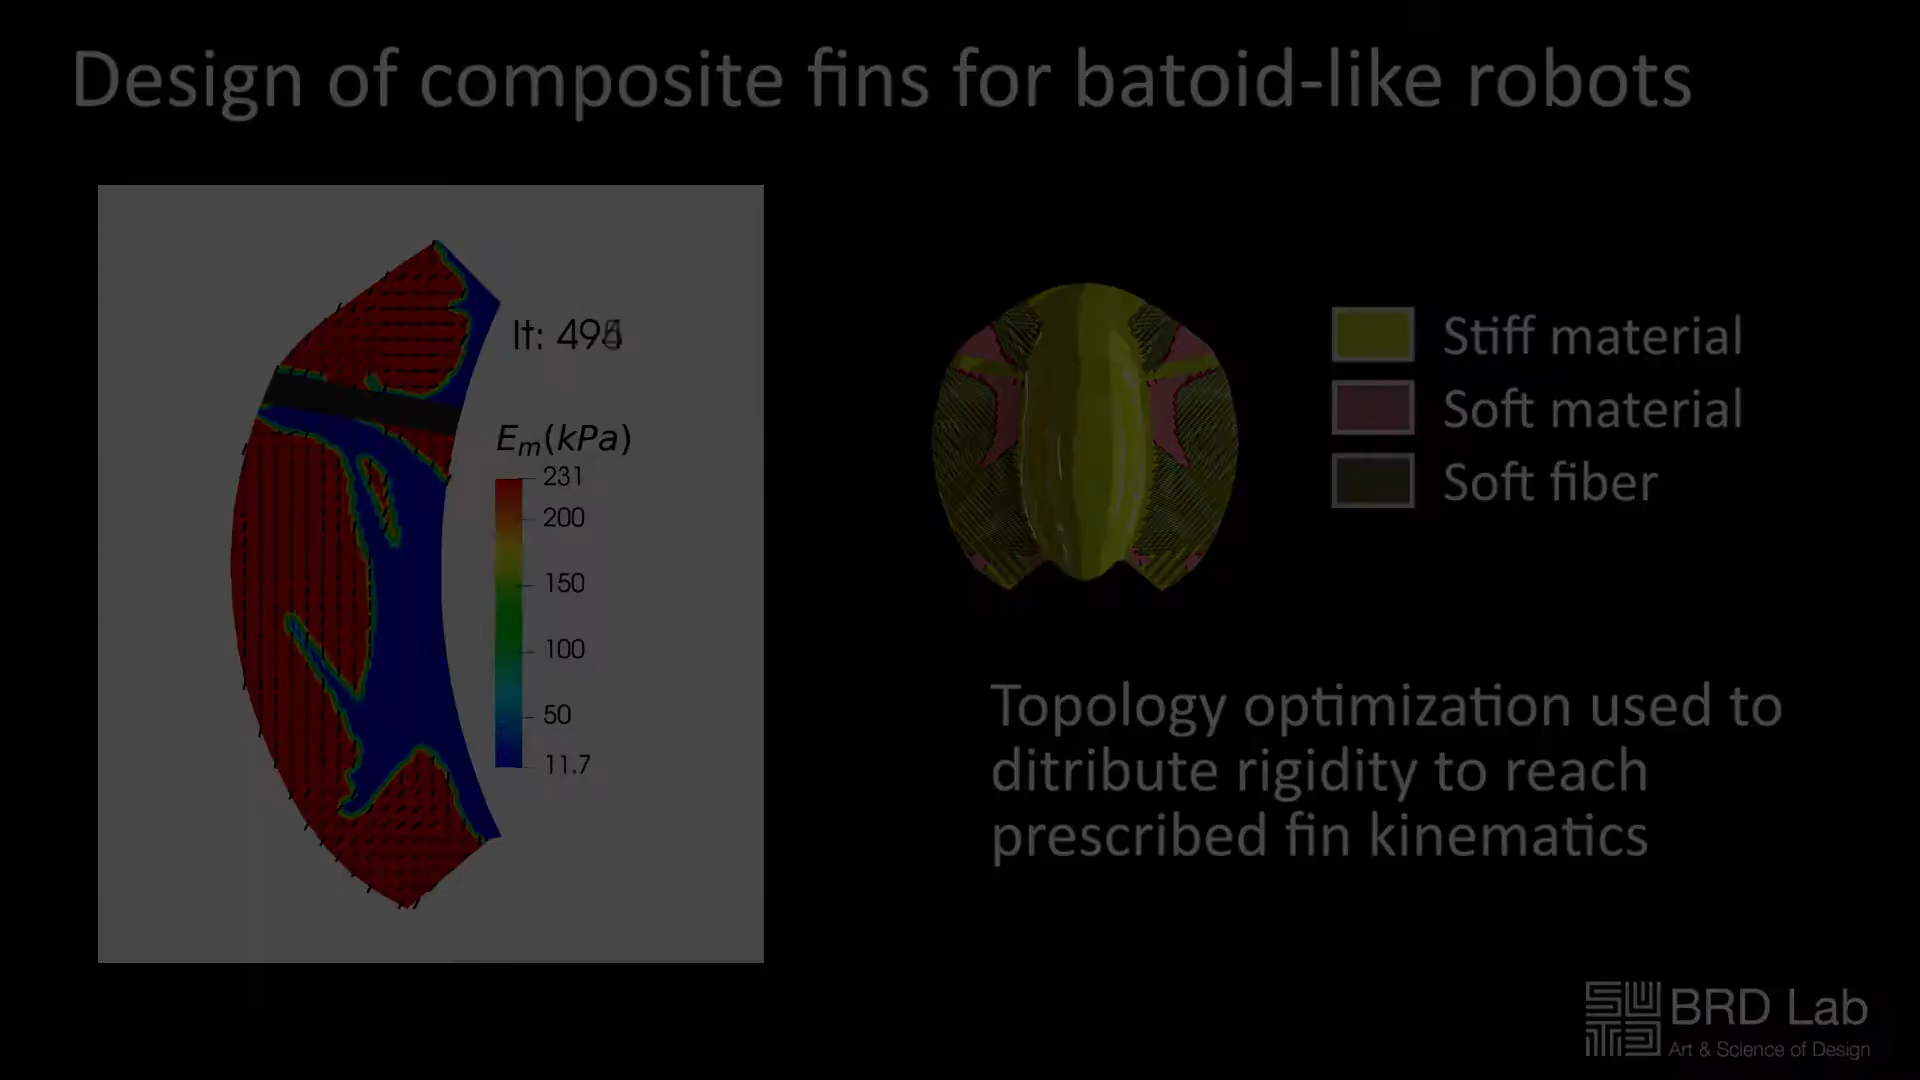 Design of composite fins for batoid-like robots
It: 49
E_m(kPa)
231
200
150
100
50
11.7
Stiff material
Soft material
Soft fiber
Topology optimization used to
ditribute rigidity to reach
prescribed fin kinematics
SUTD
BRD Lab
Art & Science of Design